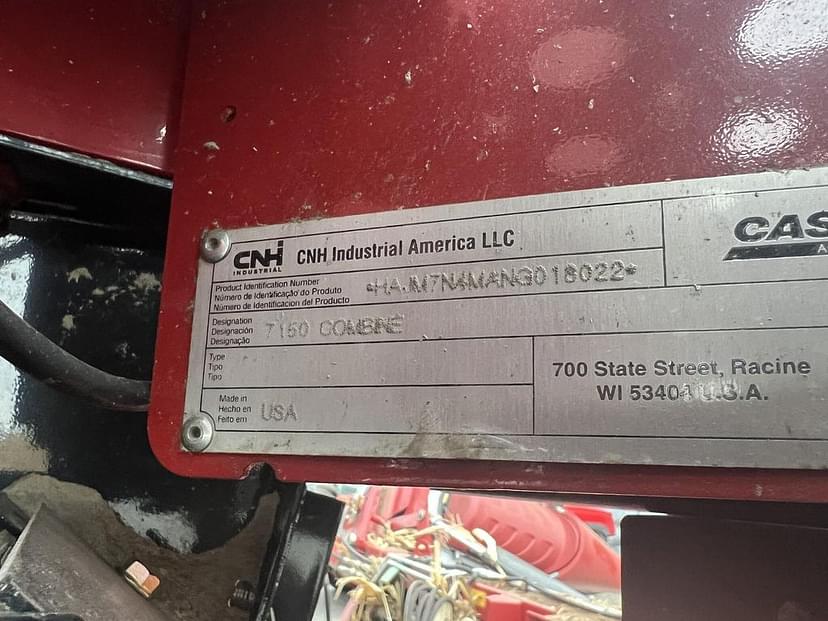 CNH
INDUSTRIAL
CNH Industrial America LLC
CAS
Product Identification Number
Número de Identificação do Produto
Número de Identificacion del Producto
*HAJM7N4MANG018022*
Designation
Designación
Designação
7150 COMBINE
Type
Tipo
Tipo
700 State Street, Racine
WI 53404 U.S.A.
Made in
Hecho en
Feito em
USA